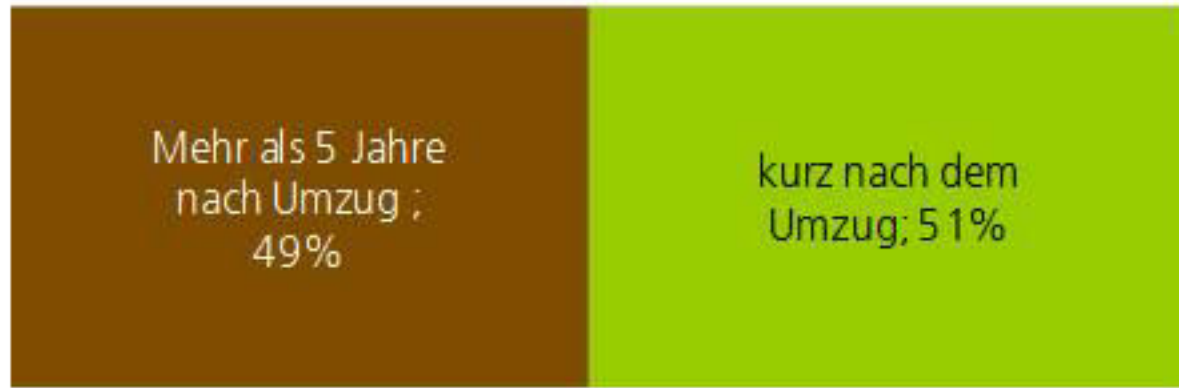 Mehr als 5 Jahre
nach Umzug ;
49%
kurz nach dem
Umzug; 51%